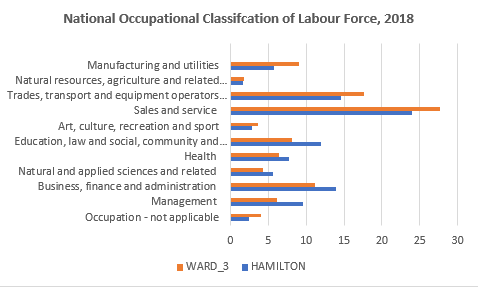 National Occupational Classifcation of Labour Force, 2018
Manufacturing and utilities
Natural resources, agriculture and related...
Trades, transport and equipment operators...
Sales and service
Art, culture, recreation and sport
Education, law and social, community and...
Health
Natural and applied sciences and related
Business, finance and administration
Management
Occupation - not applicable
0 5 10 15 20 25 30
WARD_3 HAMILTON